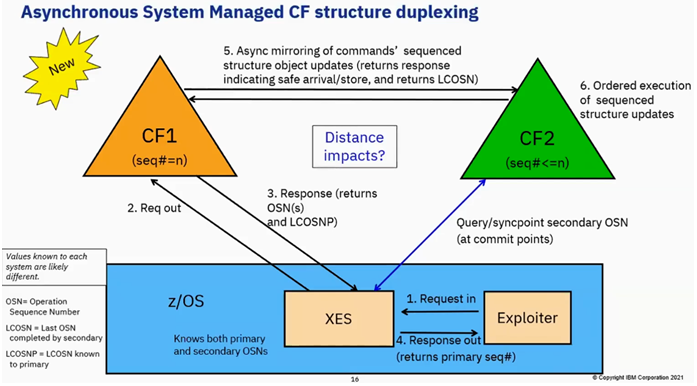 Asynchronous System Managed CF structure duplexing
New
5. Async mirroring of commands' sequenced
structure object updates (returns response
indicating safe arrival/store, and returns LCOSN)
6. Ordered execution
of sequenced
structure updates
CF1
(seq#=n)
Distance
impacts?
CF2
(seq#<=n)
2. Req out
3. Response (returns
OSN(s)
and LCOSNP)
Query/syncpoint secondary OSN
(at commit points)
Values known to each
system are likely
different.
OSN= Operation
Sequence Number
LCOSN = Last OSN
completed by secondary
LCOSNP = LCOSN known
to primary
z/OS
Knows both primary
and secondary OSNs
XES
1. Request in
Exploiter
4. Response out
(returns primary seq#)
16
© Copyright IBM Corporation 2021